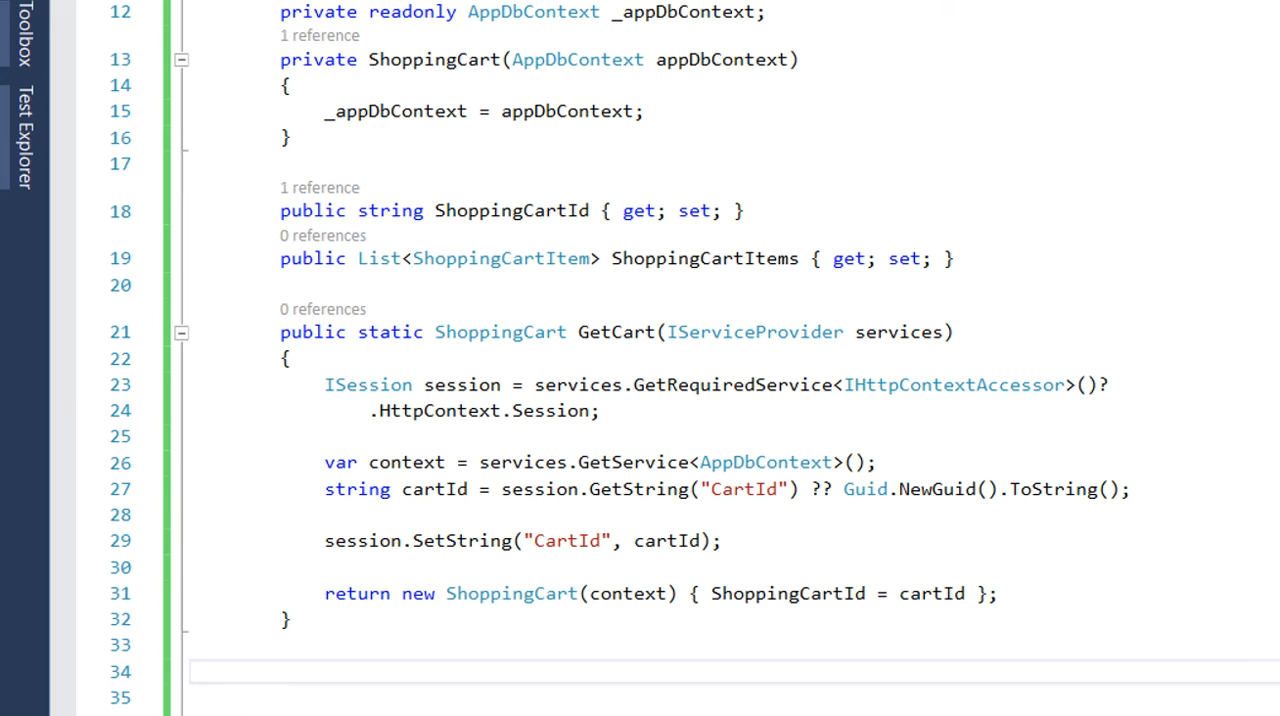 Toolbox
Test Explorer
12 private readonly AppDbContext _appDbContext;
1 reference
13 private ShoppingCart(AppDbContext appDbContext)
14 {
15 _appDbContext = appDbContext;
16 }
17
1 reference
18 public string ShoppingCartId { get; set; }
0 references
19 public List<ShoppingCartItem> ShoppingCartItems { get; set; }
20
0 references
21 public static ShoppingCart GetCart(IServiceProvider services)
22 {
23 ISession session = services.GetRequiredService<IHttpContextAccessor>()?
24 .HttpContext.Session;
25
26 var context = services.GetService<AppDbContext>();
27 string cartId = session.GetString("CartId") ?? Guid.NewGuid().ToString();
28
29 session.SetString("CartId", cartId);
30
31 return new ShoppingCart(context) { ShoppingCartId = cartId };
32 }
33
34
35